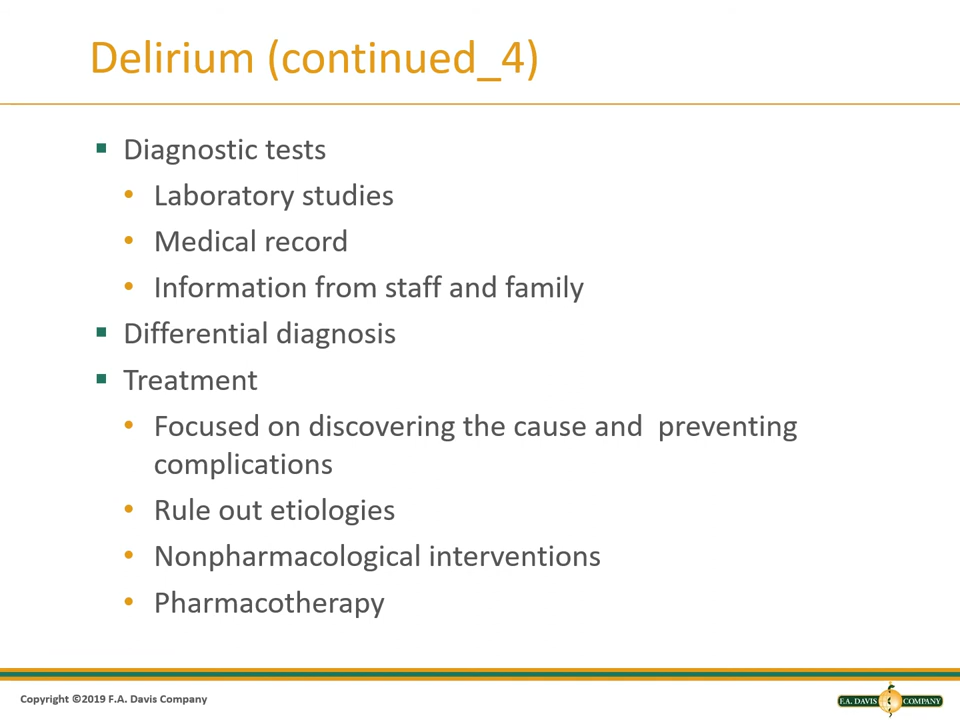 Delirium (continued_4)
Diagnostic tests
Laboratory studies
Medical record
Information from staff and family
Differential diagnosis
Treatment
Focused on discovering the cause and  preventing
complications
Rule out etiologies
Nonpharmacological interventions
Pharmacotherapy
Copyright ©2019 F.A. Davis Company
F.A. DAVIS COMPANY